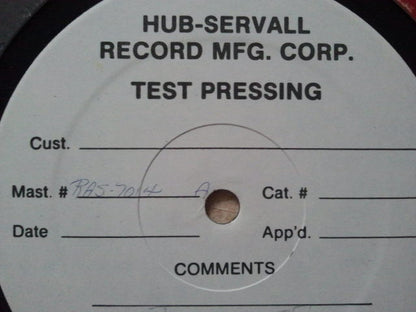 HUB-SERVALL
RECORD MFG. CORP.
TEST PRESSING
Cust.
Mast. # RAS-7014 A Cat. #
Date App'd.
COMMENTS